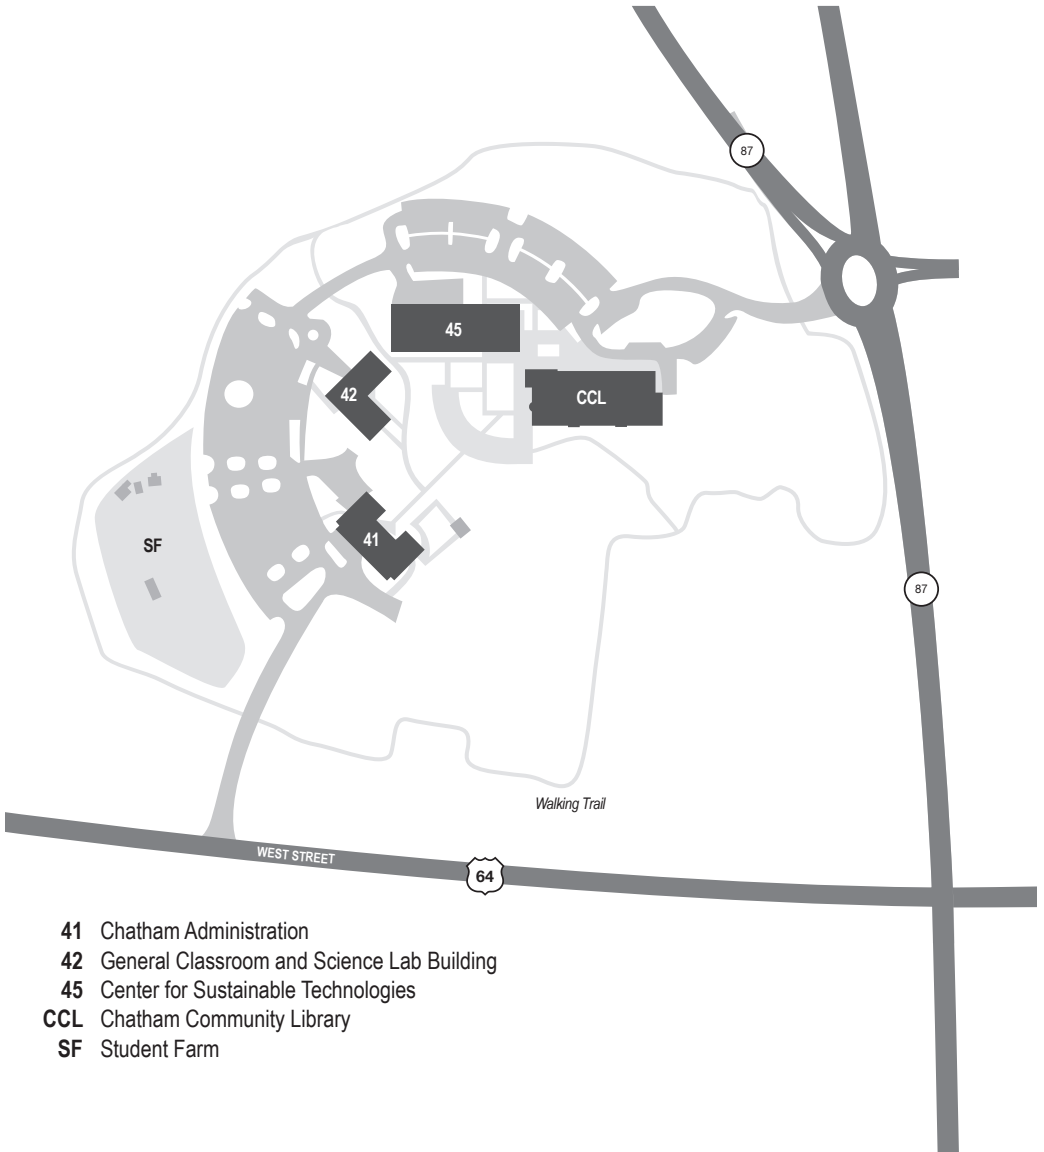 87
45
42
CCL
41
SF
87
Walking Trail
WEST STREET
64
41 Chatham Administration
42 General Classroom and Science Lab Building
45 Center for Sustainable Technologies
CCL Chatham Community Library
SF Student Farm